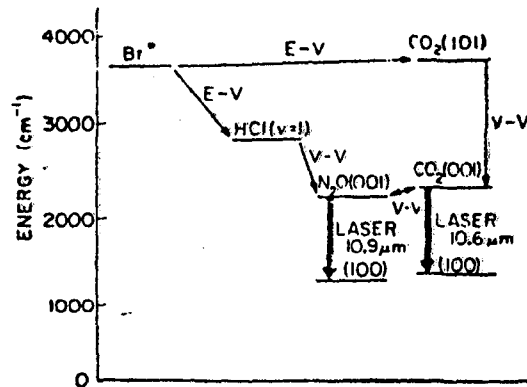 ENERGY (cm⁻¹)
4000
3000
2000
1000
0
Br*
E-V
CO₂(101)
E-V
HCl(v=1)
V-V
V-V
N₂O(001)
CO₂(001)
V-V
LASER
10.9μm
(100)
LASER
10.6μm
(100)